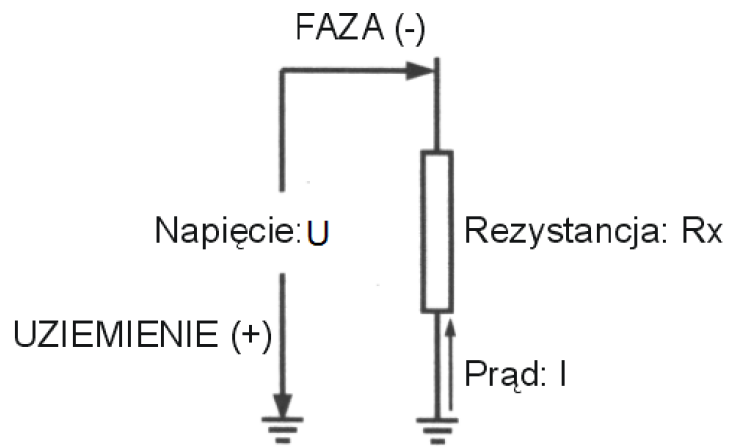 FAZA (-)
Napięcie: U
Rezystancja: Rx
UZIEMIENIE (+)
Prąd: I